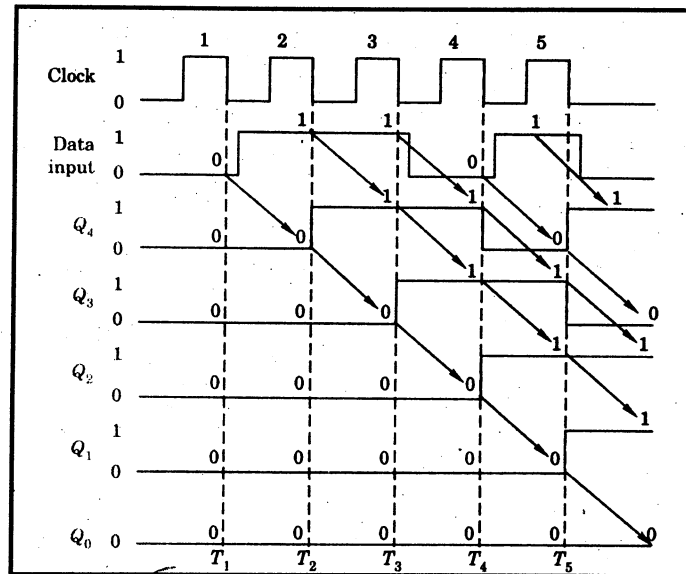 1 2 3 4 5
1
Clock
0
1 1 1
Data input
1
0 0 0
1 1 1
1
Q4
0 0 0 0
1 1 0
1
Q3
0 0 0 0 1 1
1
Q2
0 0 0 0 0 1
1
Q1
0 0 0 0 0 0
0
Q0 0 0 0 0 0 0
T1 T2 T3 T4 T5